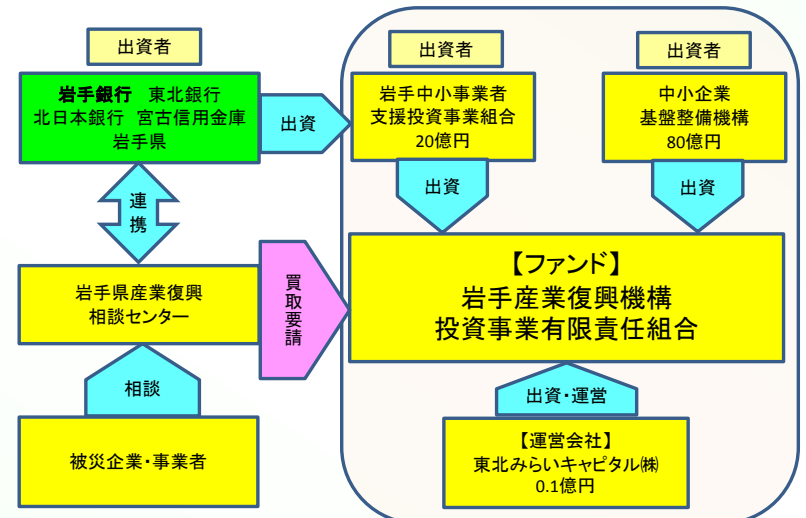 出資者
岩手銀行 東北銀行
北日本銀行 宮古信用金庫
岩手県
出資
出資者
岩手中小事業者
支援投資事業組合
20億円
出資
出資者
中小企業
基盤整備機構
80億円
出資
連携
岩手県産業復興
相談センター
買取要請
【ファンド】
岩手産業復興機構
投資事業有限責任組合
相談
被災企業・事業者
出資・運営
【運営会社】
東北みらいキャピタル㈱
0.1億円